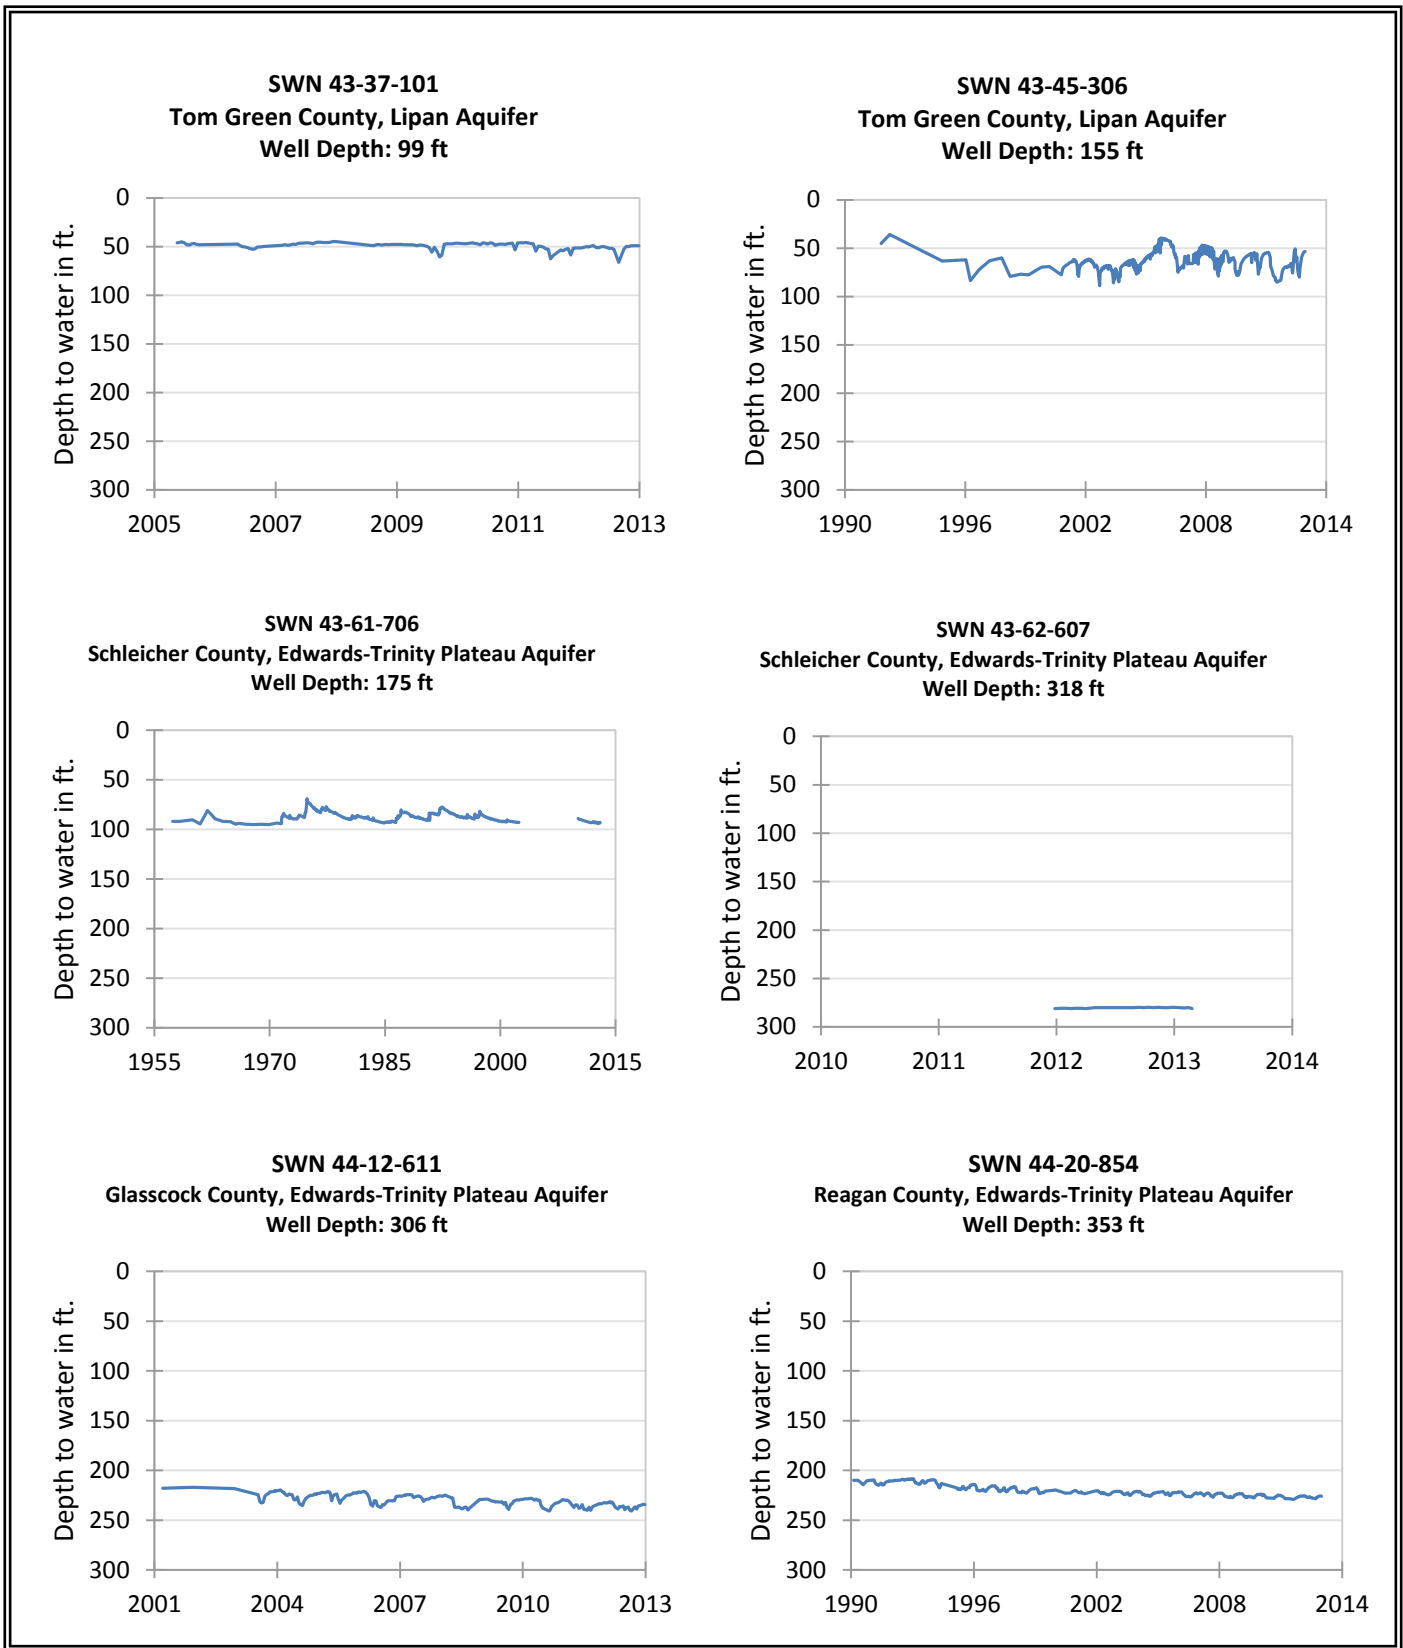 SWN 43-37-101
Tom Green County, Lipan Aquifer
Well Depth: 99 ft
0
50
100
150
200
250
300
Depth to water in ft.
2005 2007 2009 2011 2013
SWN 43-45-306
Tom Green County, Lipan Aquifer
Well Depth: 155 ft
0
50
100
150
200
250
300
Depth to water in ft.
1990 1996 2002 2008 2014
SWN 43-61-706
Schleicher County, Edwards-Trinity Plateau Aquifer
Well Depth: 175 ft
0
50
100
150
200
250
300
Depth to water in ft.
1955 1970 1985 2000 2015
SWN 43-62-607
Schleicher County, Edwards-Trinity Plateau Aquifer
Well Depth: 318 ft
0
50
100
150
200
250
300
Depth to water in ft.
2010 2011 2012 2013 2014
SWN 44-12-611
Glasscock County, Edwards-Trinity Plateau Aquifer
Well Depth: 306 ft
0
50
100
150
200
250
300
Depth to water in ft.
2001 2004 2007 2010 2013
SWN 44-20-854
Reagan County, Edwards-Trinity Plateau Aquifer
Well Depth: 353 ft
0
50
100
150
200
250
300
Depth to water in ft.
1990 1996 2002 2008 2014